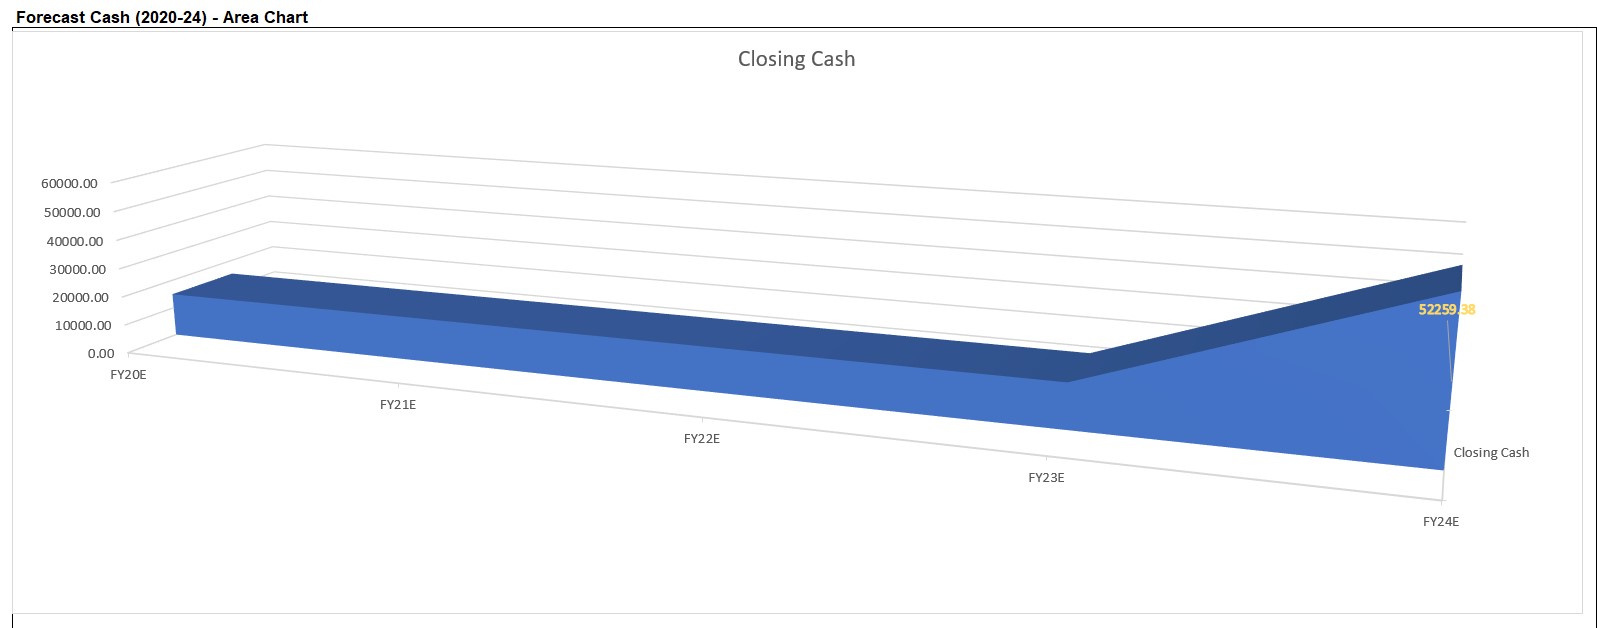 Forecast Cash (2020-24) - Area Chart
Closing Cash
60000.00
50000.00
40000.00
30000.00
20000.00
10000.00
0.00
FY20E
FY21E
FY22E
FY23E
FY24E
52259.38
Closing Cash